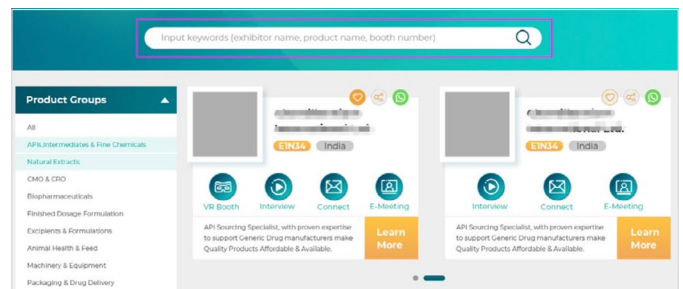 Input keywords (exhibitor name, product name, booth number)
Product Groups
All
APIs,Intermediates & Fine Chemicals
Natural Extracts
CMO & CRO
Biopharmaceuticals
Finished Dosage Formulation
Excipients & Formulations
Animal Health & Feed
Machinery & Equipment
Packaging & Drug Delivery
E1N34 India
VR Booth Interview Connect E-Meeting
API Sourcing Specialist, with proven expertise
to support Generic Drug manufacturers make
Quality Products Affordable & Available.
Learn
More
Ltd.
E1N34 India
Interview Connect E-Meeting
API Sourcing Specialist, with proven expertise
to support Generic Drug manufacturers make
Quality Products Affordable & Available.
Learn
More